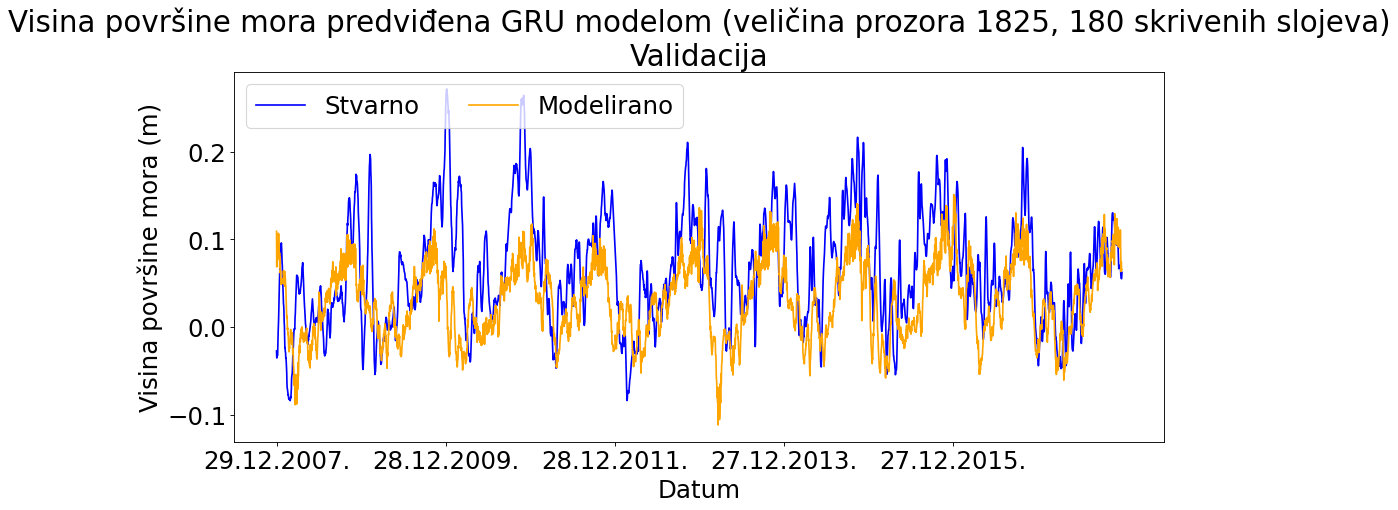 Visina površine mora predviđena GRU modelom (veličina prozora 1825, 180 skrivenih slojeva)
Validacija
Stvarno
Modelirano
Visina površine mora (m)
0.2
0.1
0.0
−0.1
29.12.2007.
28.12.2009.
28.12.2011.
27.12.2013.
27.12.2015.
Datum